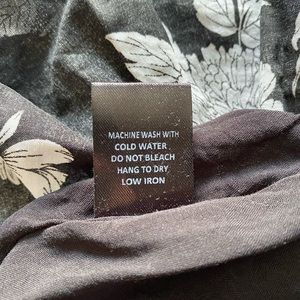 MACHINE WASH WITH
COLD WATER
DO NOT BLEACH
HANG TO DRY
LOW IRON